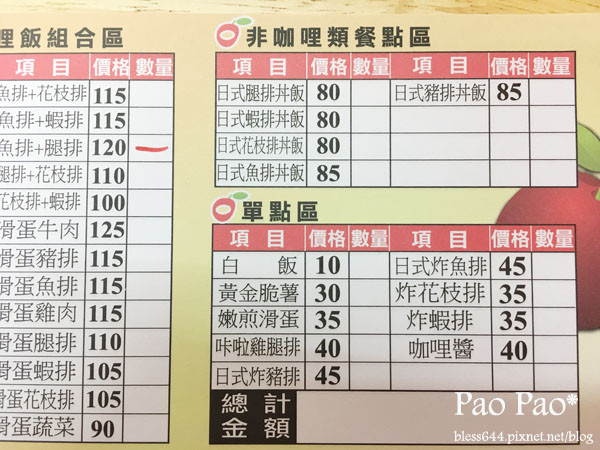 哩飯組合區
項 目 價格 數量
魚排+花枝排 115
魚排+蝦排 115
魚排+腿排 120
腿排+花枝排 110
花枝排+蝦排 100
滑蛋牛肉 125
滑蛋豬排 115
滑蛋魚排 115
滑蛋雞肉 115
滑蛋腿排 110
滑蛋蝦排 105
滑蛋花枝排 105
滑蛋蔬菜 90
非咖哩類餐點區
項 目 價格 數量 項 目 價格 數量
日式腿排丼飯 80 日式豬排丼飯 85
日式蝦排丼飯 80
日式花枝排丼飯 80
日式魚排丼飯 85
單點區
項 目 價格 數量 項 目 價格 數量
白 飯 10 日式炸魚排 45
黃金脆薯 30 炸花枝排 35
嫩煎滑蛋 35 炸蝦排 35
咔啦雞腿排 40 咖哩醬 40
日式炸豬排 45
總 計
金 額
Pao Pao*
bless644.pixnet.net/blog